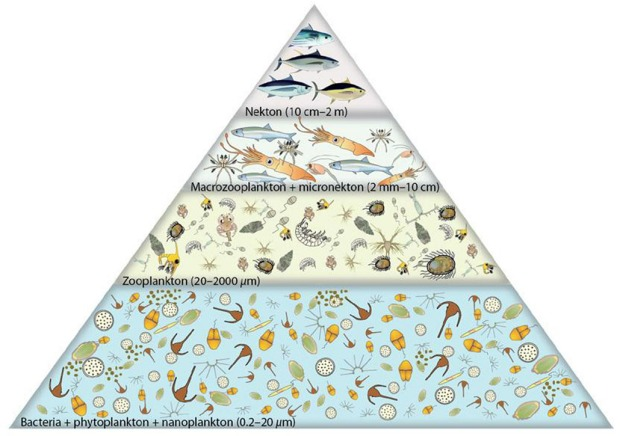 Nekton (10 cm–2 m)
Macrozooplankton + micronekton (2 mm–10 cm)
Zooplankton (20–2000 μm)
Bacteria + phytoplankton + nanoplankton (0.2–20 μm)